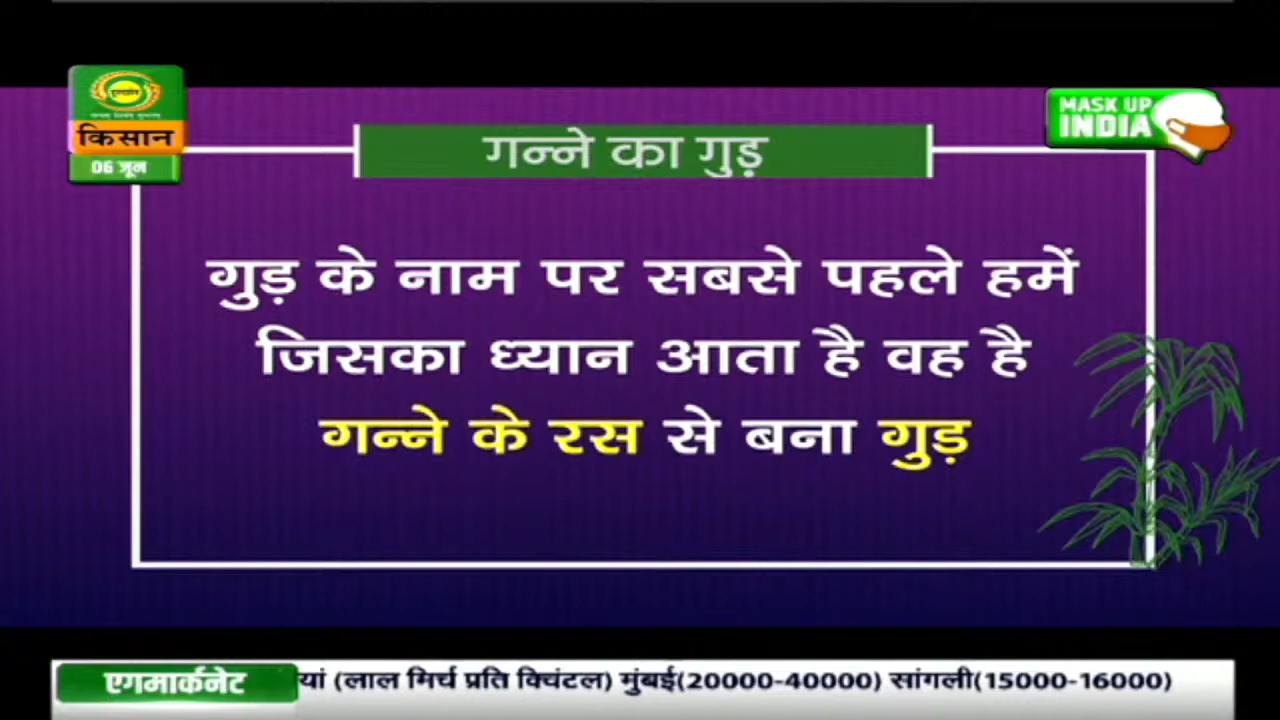 किसान
06 जून
MASK UP
INDIA
गन्ने का गुड़
गुड़ के नाम पर सबसे पहले हमें
जिसका ध्यान आता है वह है
गन्ने के रस से बना गुड़
एगमार्कनेट
यां (लाल मिर्च प्रति क्विंटल) मुंबई(20000-40000) सांगली(15000-16000)